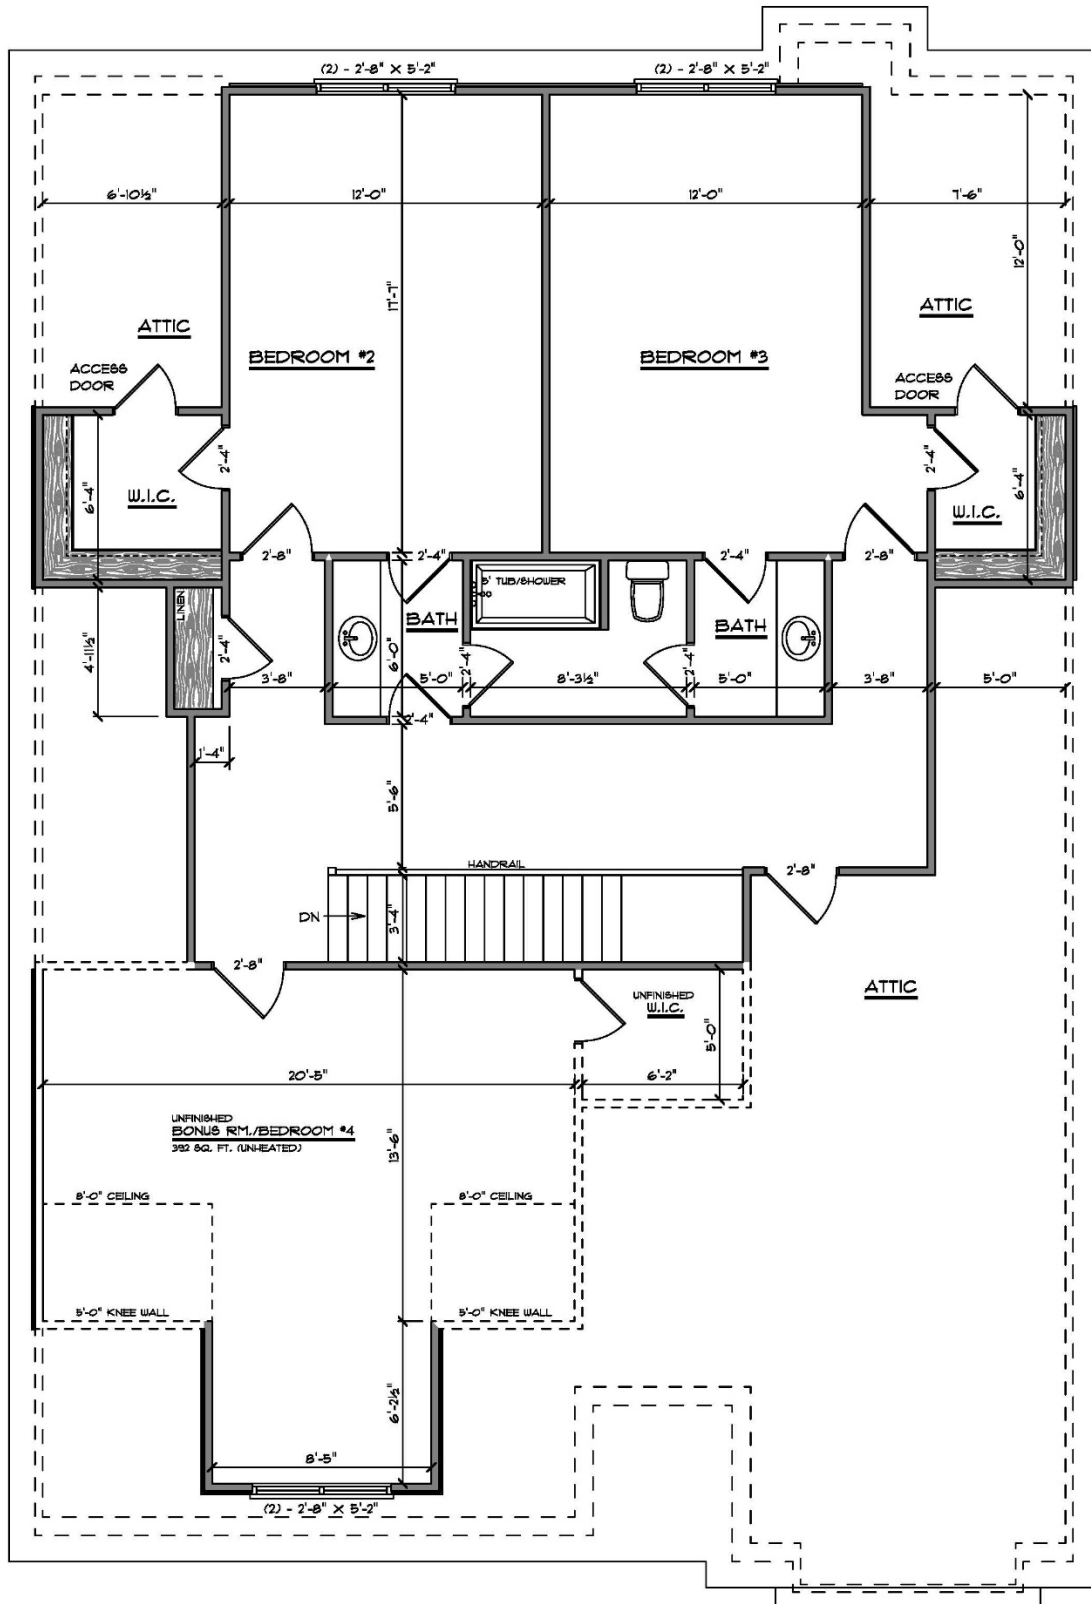 (2) - 2'-8" X 5'-2"
(2) - 2'-8" X 5'-2"
6'-10½"
12'-0"
12'-0"
7'-6"
12'-0"
17'-7"
ATTIC
ATTIC
BEDROOM #2
BEDROOM #3
ACCESS
DOOR
ACCESS
DOOR
2'-4"
2'-4"
6'-4"
6'-4"
W.I.C.
W.I.C.
2'-8"
2'-4"
2'-4"
2'-8"
5' TUB/SHOWER
LINEN
BATH
BATH
4'-11½"
2'-4"
6'-0"
2'-4"
2'-4"
3'-8"
5'-0"
8'-3½"
5'-0"
3'-8"
5'-0"
2'-4"
1'-4"
5'-6"
HANDRAIL
2'-8"
DN
3'-4"
2'-8"
ATTIC
UNFINISHED
W.I.C.
5'-0"
20'-5"
6'-2"
UNFINISHED
BONUS RM./BEDROOM #4
392 SQ. FT. (UNHEATED)
13'-6"
8'-0" CEILING
8'-0" CEILING
5'-0" KNEE WALL
5'-0" KNEE WALL
6'-2½"
8'-5"
(2) - 2'-8" X 5'-2"